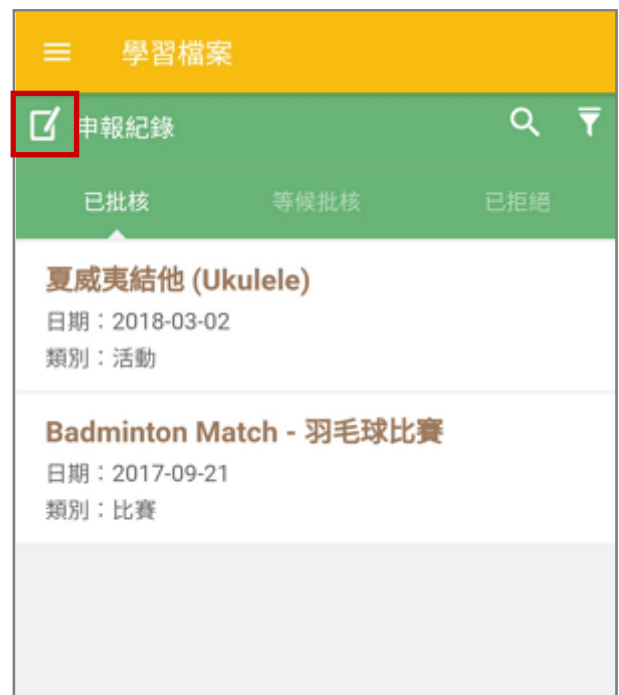 學習檔案
申報紀錄
已批核 等候批核 已拒絕
夏威夷結他 (Ukulele)
日期：2018-03-02
類別：活動
Badminton Match - 羽毛球比賽
日期：2017-09-21
類別：比賽